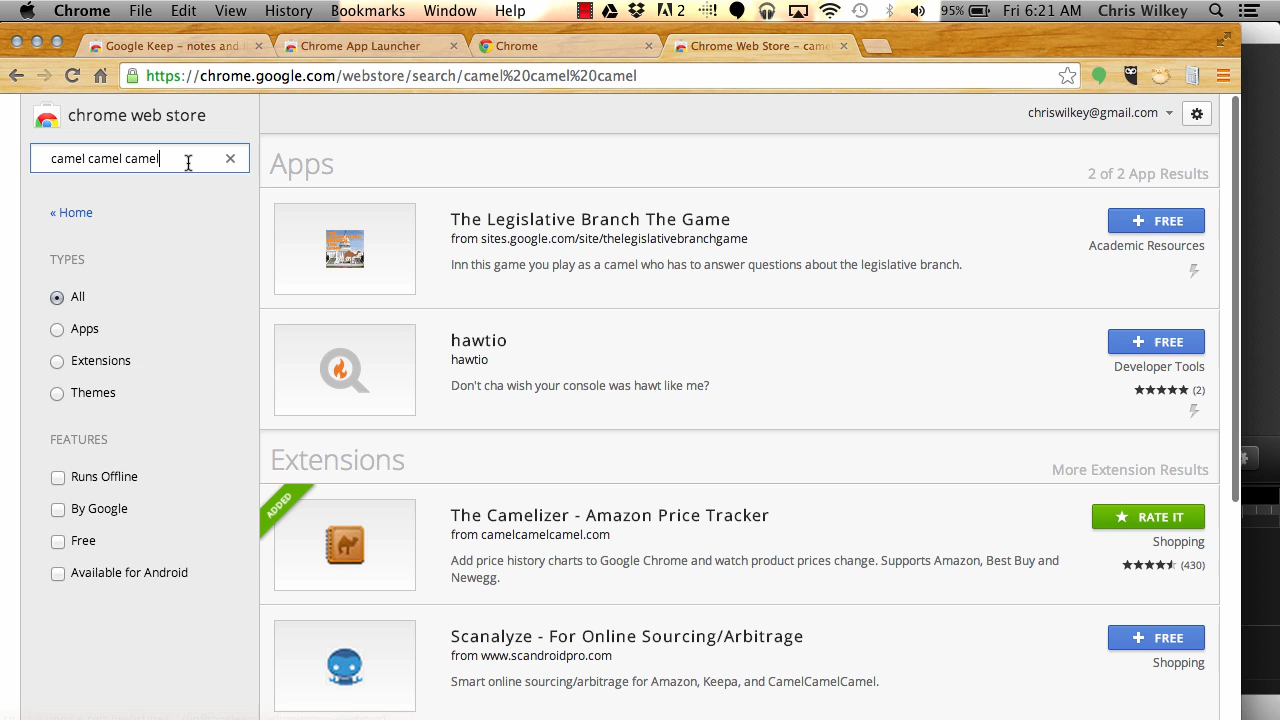 Chrome File Edit View History Bookmarks Window Help 2 95% Fri 6:21 AM Chris Wilkey
Google Keep – notes and Chrome App Launcher Chrome Chrome Web Store – came
https://chrome.google.com/webstore/search/camel%20camel%20camel
chrome web store
chriswilkey@gmail.com
camel camel camel
« Home
TYPES
All
Apps
Extensions
Themes
FEATURES
Runs Offline
By Google
Free
Available for Android
Apps
2 of 2 App Results
The Legislative Branch The Game
from sites.google.com/site/thelegislativebranchgame
Inn this game you play as a camel who has to answer questions about the legislative branch.
FREE
Academic Resources
hawtio
hawtio
Don't cha wish your console was hawt like me?
FREE
Developer Tools
(2)
Extensions
More Extension Results
ADDED
The Camelizer - Amazon Price Tracker
from camelcamelcamel.com
Add price history charts to Google Chrome and watch product prices change. Supports Amazon, Best Buy and
Newegg.
RATE IT
Shopping
(430)
Scanalyze - For Online Sourcing/Arbitrage
from www.scandroidpro.com
Smart online sourcing/arbitrage for Amazon, Keepa, and CamelCamelCamel.
FREE
Shopping